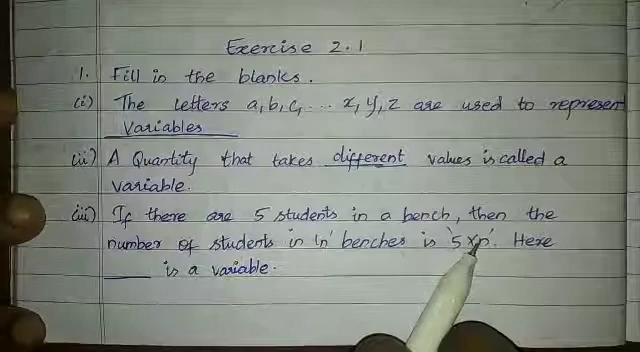 Exercise 2.1
1. Fill in the blanks.
(i) The letters a, b, c, ... x, y, z are used to represent
Variables
(ii) A Quantity that takes different values is called a
variable.
(iii) If there are 5 students in a bench, then the
number of students in 'n' benches is '5×n'. Here
____ is a variable.